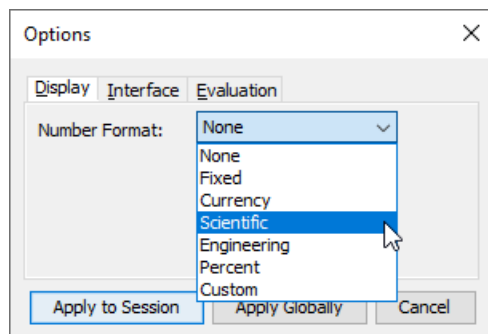 Options
Display Interface Evaluation
Number Format: None
None
Fixed
Currency
Scientific
Engineering
Percent
Custom
Apply to Session Apply Globally Cancel